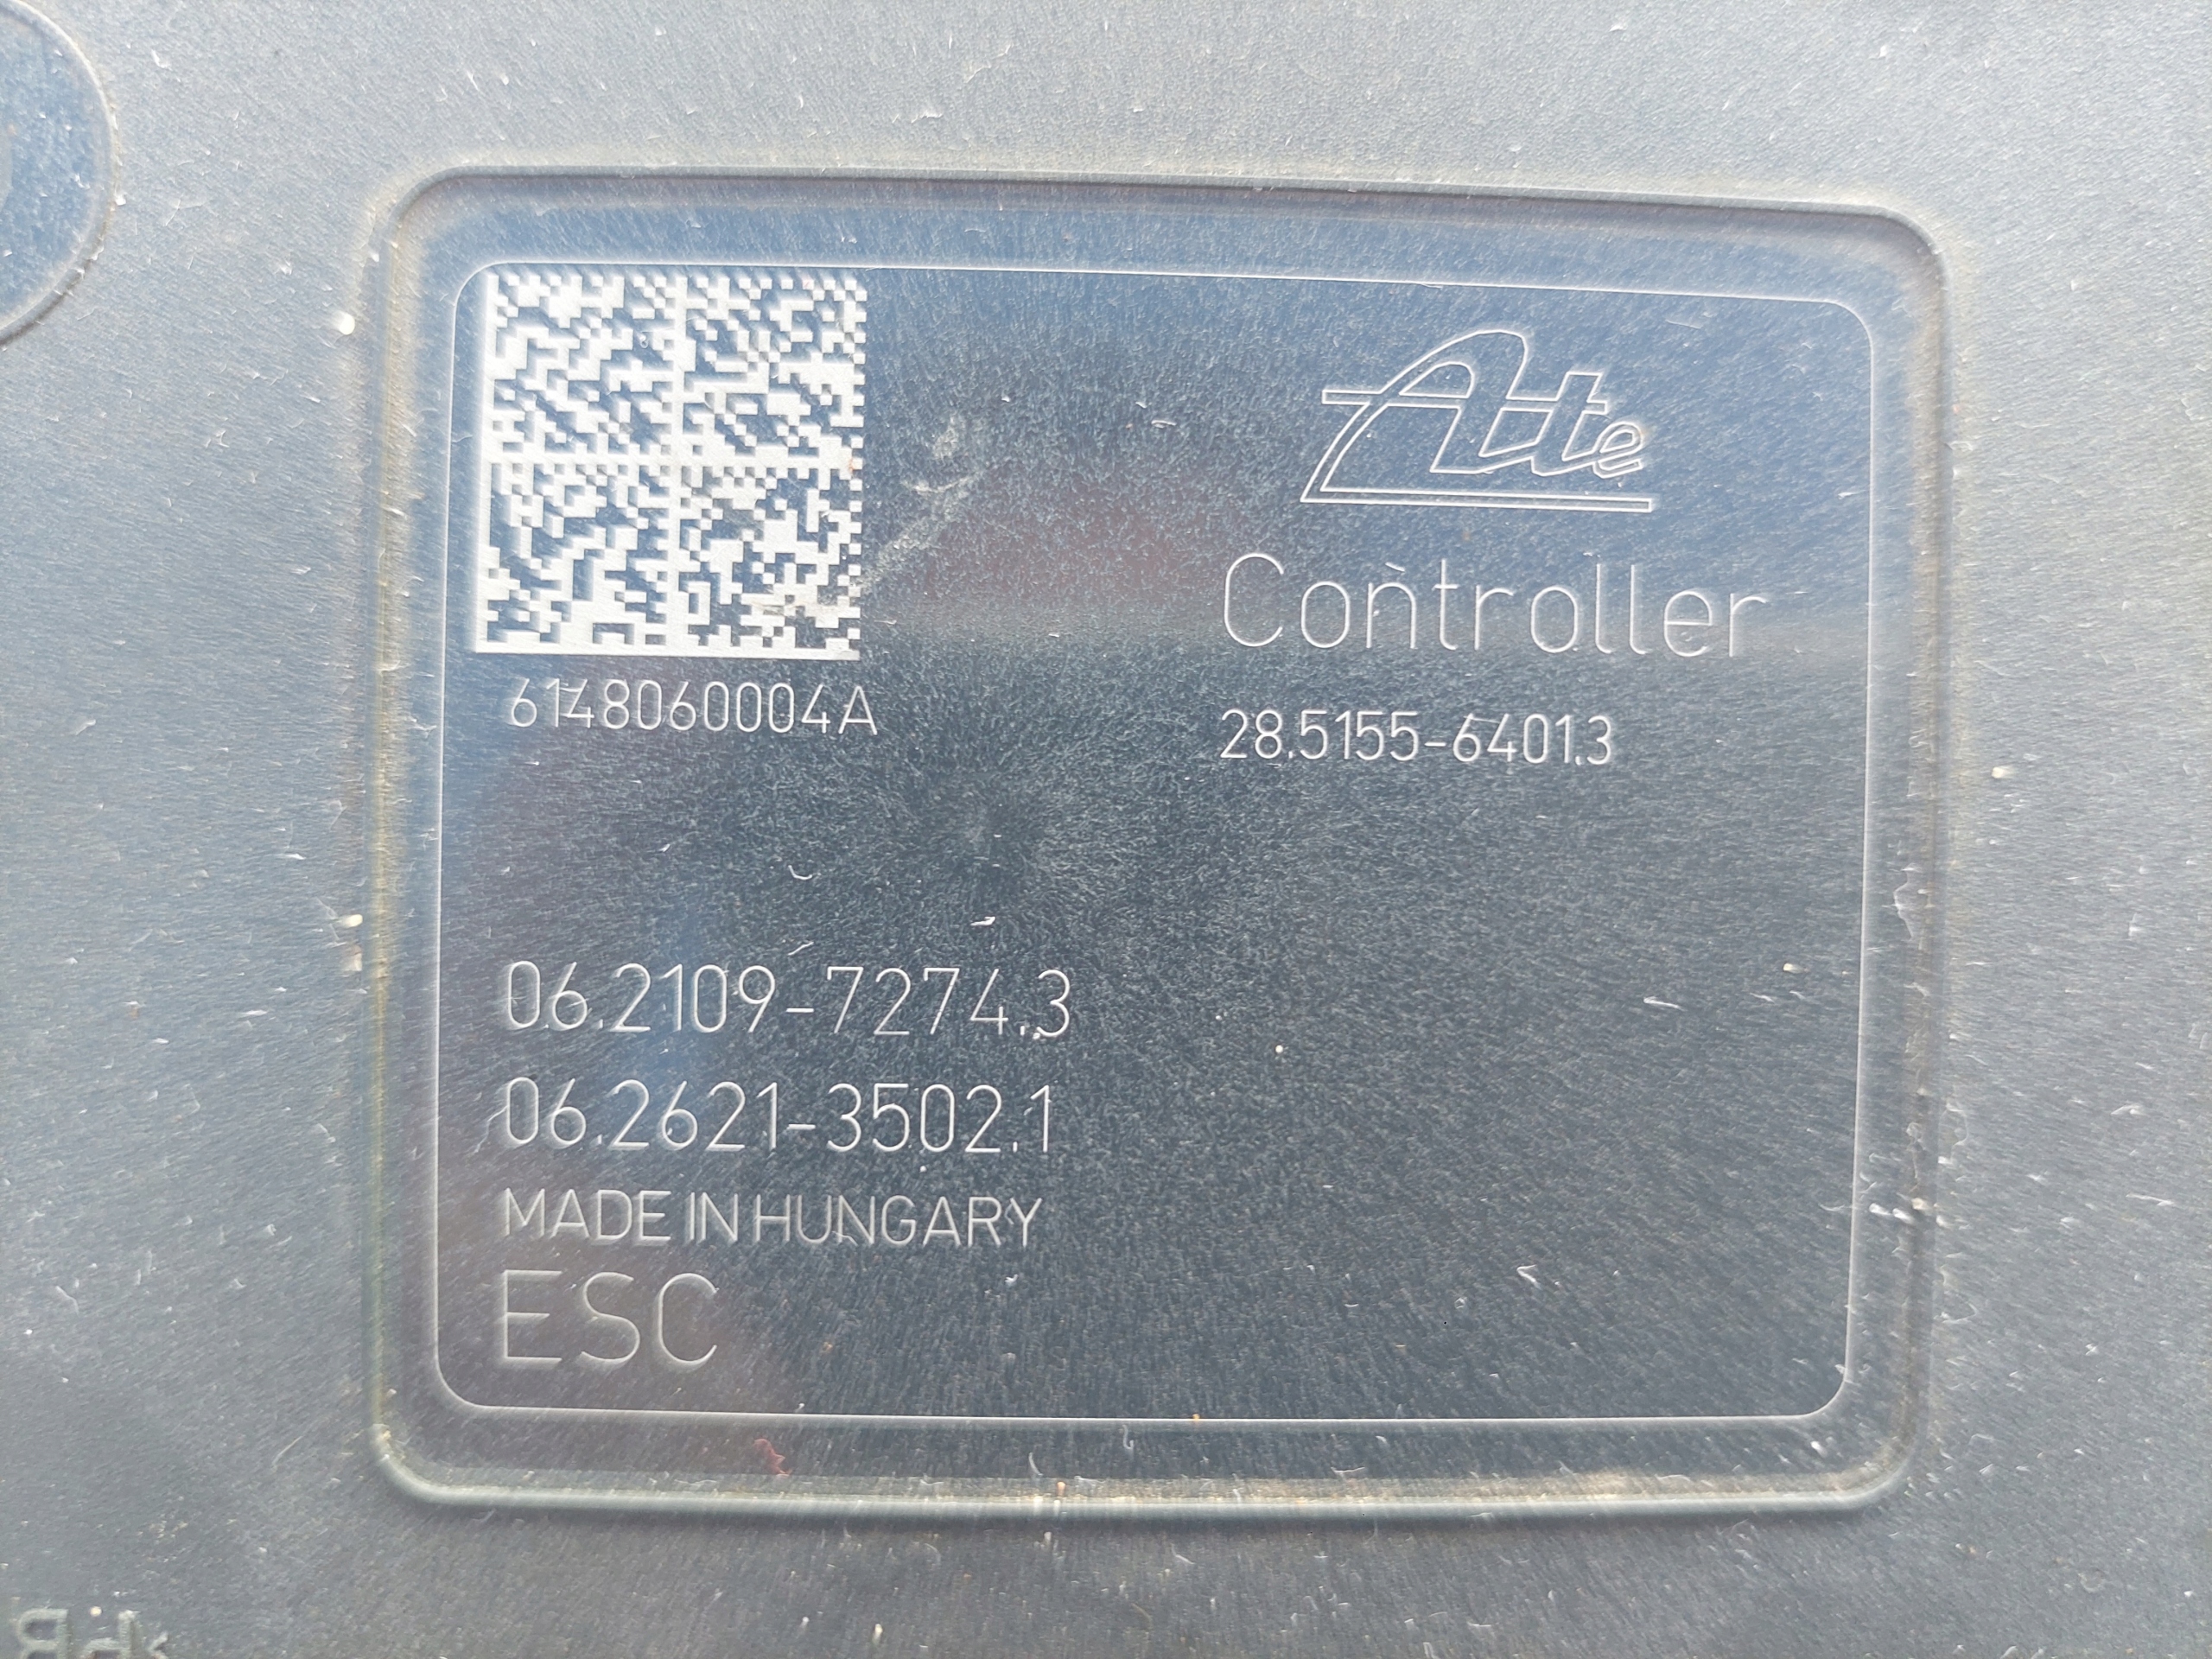 Ate
Controller
6148060004A
28.5155-6401.3
06.2109-7274.3
06.2621-3502.1
MADE IN HUNGARY
ESC